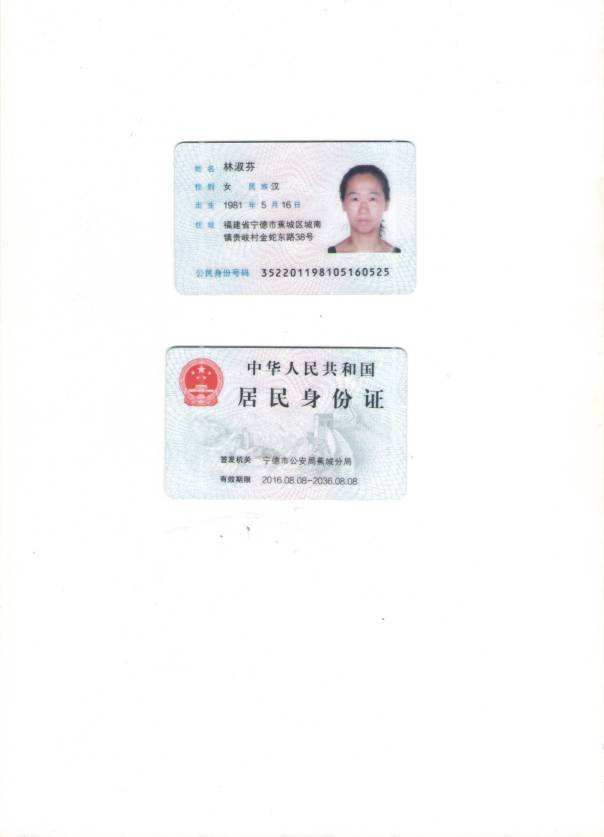 姓名 林淑芬
性别 女 民族 汉
出生 1981 年 5 月 16 日
住址 福建省宁德市蕉城区城南
镇贵岐村金蛇东路38号
公民身份号码 352201198105160525
中华人民共和国
居民身份证
签发机关 宁德市公安局蕉城分局
有效期限 2016.08.08-2036.08.08